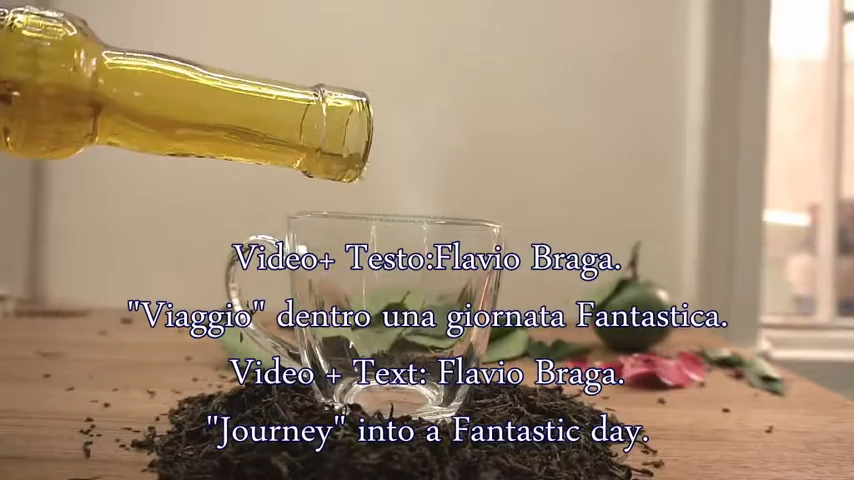 Video+ Testo:Flavio Braga.
"Viaggio" dentro una giornata Fantastica.
Video + Text: Flavio Braga.
"Journey" into a Fantastic day.